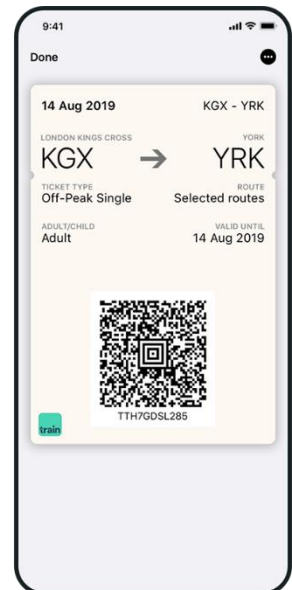 9:41
Done
14 Aug 2019 KGX - YRK
LONDON KINGS CROSS YORK
KGX → YRK
TICKET TYPE ROUTE
Off-Peak Single Selected routes
ADULT/CHILD VALID UNTIL
Adult 14 Aug 2019
TTH7GDSL285
train